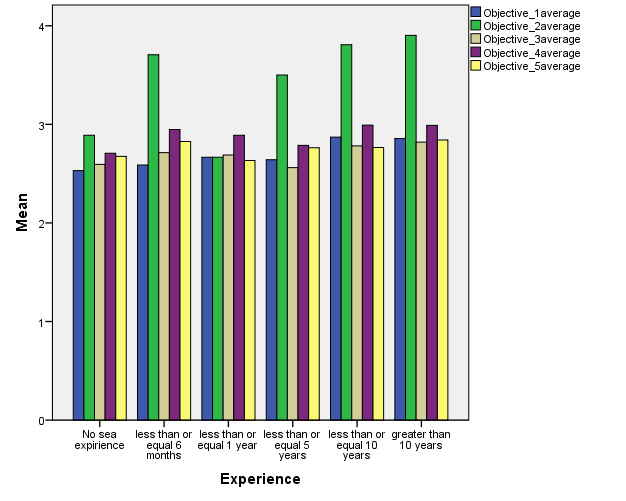 Objective_1average
Objective_2average
Objective_3average
Objective_4average
Objective_5average
4
3
2
1
0
Mean
No sea
expirience
less than or
equal 6
months
less than or
equal 1 year
less than or
equal 5
years
less than or
equal 10
years
greater than
10 years
Experience